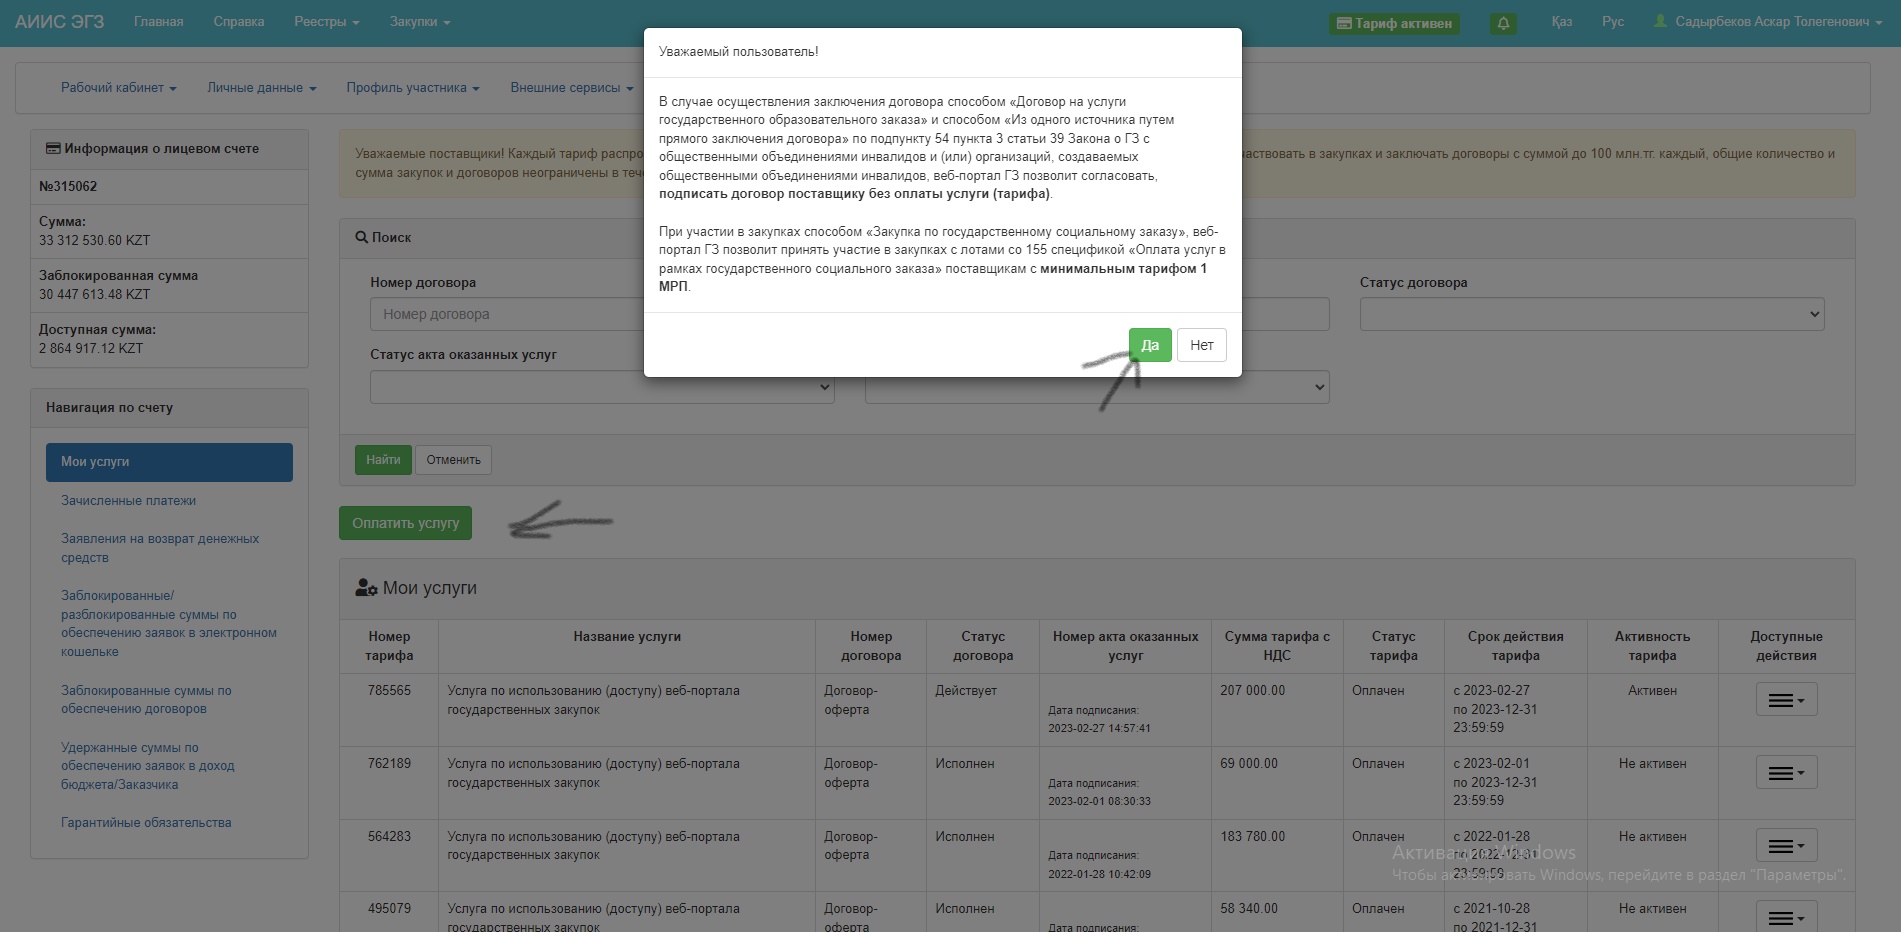 АИИС ЭГЗ
Главная
Справка
Реестры
Закупки
Тариф активен
Қаз
Рус
Садырбеков Аскар Толегенович
Рабочий кабинет
Личные данные
Профиль участника
Внешние сервисы
Уважаемый пользователь!
В случае осуществления заключения договора способом «Договор на услуги
государственного образовательного заказа» и способом «Из одного источника путем
прямого заключения договора» по подпункту 54 пункта 3 статьи 39 Закона о ГЗ с
общественными объединениями инвалидов и (или) организаций, создаваемых
общественными объединениями инвалидов, веб-портал ГЗ позволит согласовать,
подписать договор поставщику без оплаты услуги (тарифа).
При участии в закупках способом «Закупка по государственному социальному заказу», веб-
портал ГЗ позволит принять участие в закупках с лотами со 155 спецификой «Оплата услуг в
рамках государственного социального заказа» поставщикам с минимальным тарифом 1
МРП.
Да
Нет
Информация о лицевом счете
№315062
Сумма:
33 312 530.60 KZT
Заблокированная сумма
30 447 613.48 KZT
Доступная сумма:
2 864 917.12 KZT
Навигация по счету
Мои услуги
Зачисленные платежи
Заявления на возврат денежных
средств
Заблокированные/
разблокированные суммы по
обеспечению заявок в электронном
кошельке
Заблокированные суммы по
обеспечению договоров
Удержанные суммы по
обеспечению заявок в доход
бюджета/Заказчика
Гарантийные обязательства
Уважаемые поставщики! Каждый тариф распро
аствовать в закупках и заключать договоры с суммой до 100 млн.тг. каждый, общие количество и
сумма закупок и договоров неограничены в теч
Поиск
Номер договора
Номер договора
Статус договора
Статус акта оказанных услуг
Найти
Отменить
Оплатить услугу
Мои услуги
Номер тарифа
Название услуги
Номер договора
Статус договора
Номер акта оказанных услуг
Сумма тарифа с НДС
Статус тарифа
Срок действия тарифа
Активность тарифа
Доступные действия
785565 Услуга по использованию (доступу) веб-портала Договор- Действует 207 000.00 Оплачен с 2023-02-27 Активен
государственных закупок оферта Дата подписания: по 2023-12-31
2023-02-27 14:57:41 23:59:59
762189 Услуга по использованию (доступу) веб-портала Договор- Исполнен 69 000.00 Оплачен с 2023-02-01 Не активен
государственных закупок оферта Дата подписания: по 2023-12-31
2023-02-01 08:30:33 23:59:59
564283 Услуга по использованию (доступу) веб-портала Договор- Исполнен 183 780.00 Оплачен с 2022-01-28 Не активен
государственных закупок оферта Дата подписания: по 2022-12-31
2022-01-28 10:42:09 23:59:59
495079 Услуга по использованию (доступу) веб-портала Договор- Исполнен 58 340.00 Оплачен с 2021-10-28 Не активен
государственных закупок оферта Дата подписания: по 2021-12-31
Активация Windows
Чтобы активировать Windows, перейдите в раздел "Параметры".